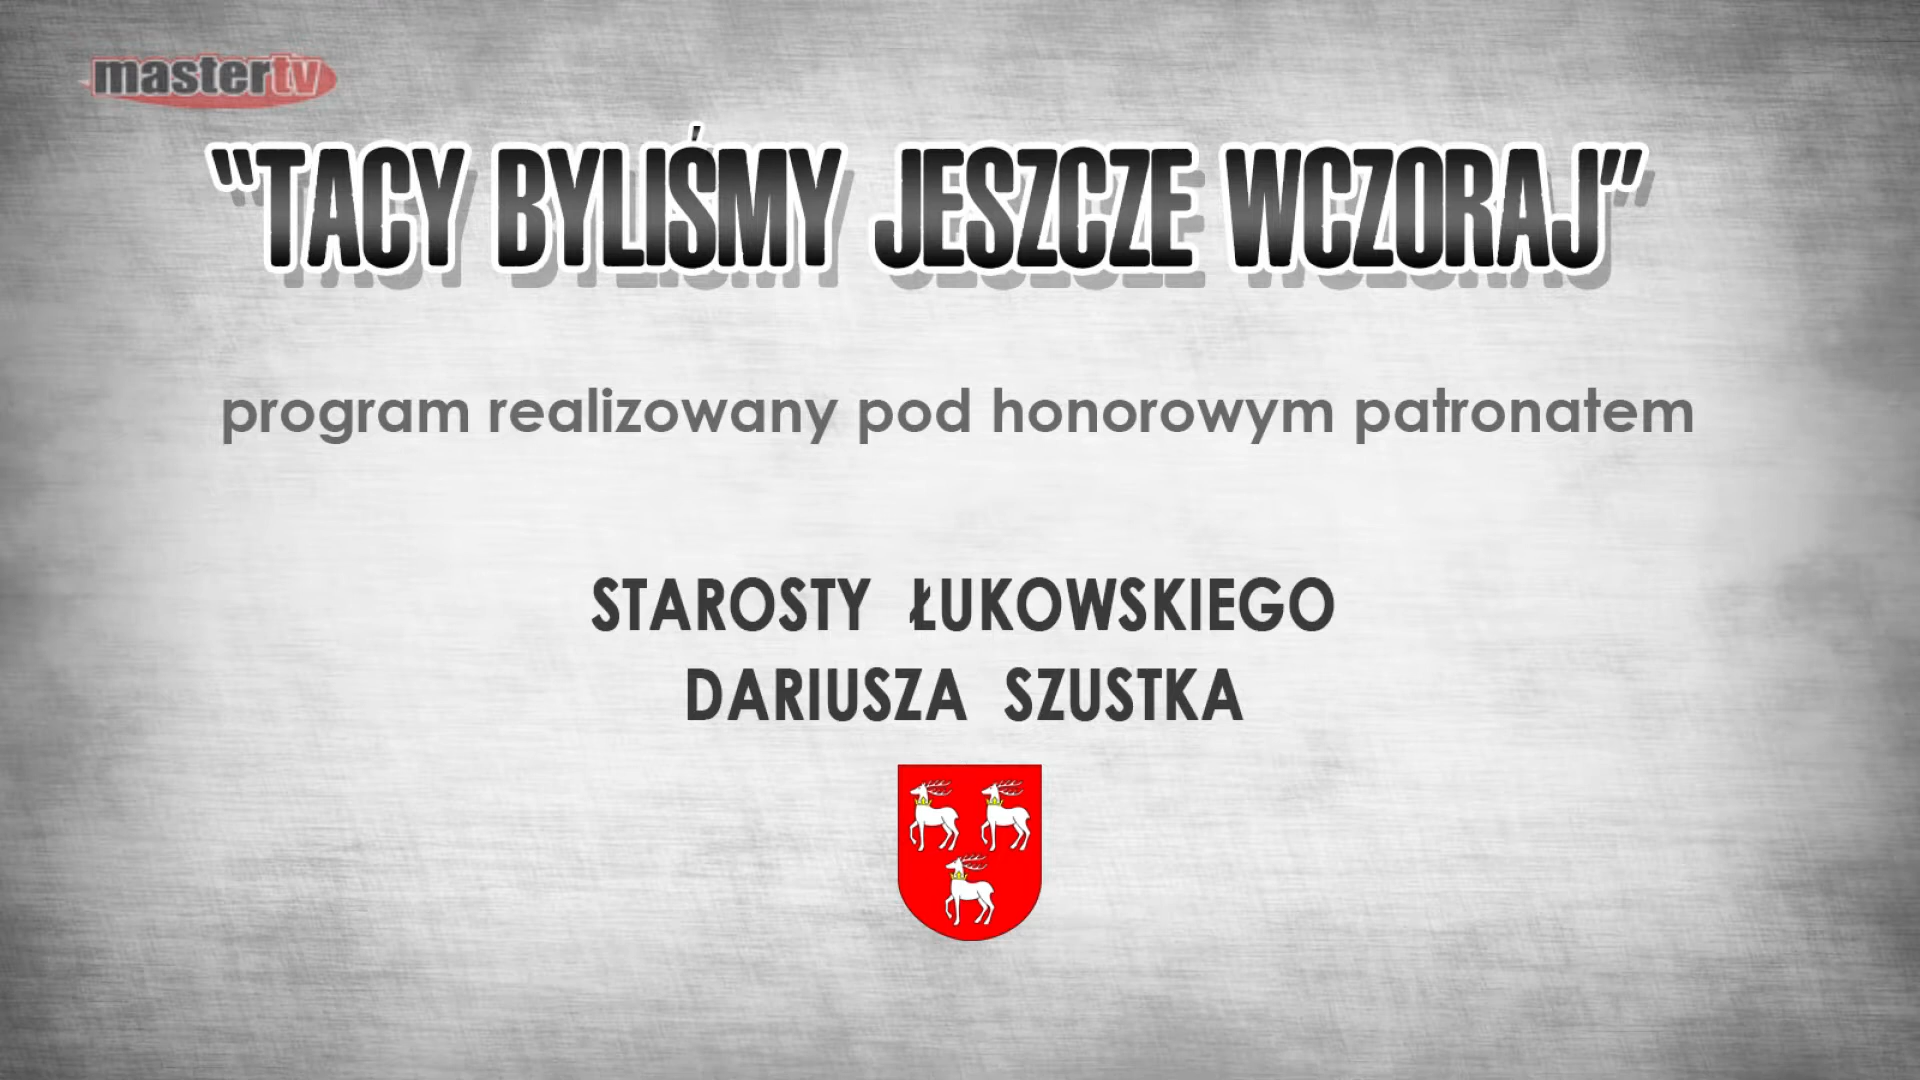 mastertv
“TACY BYLIŚMY JESZCZE WCZORAJ”
program realizowany pod honorowym patronatem
STAROSTY ŁUKOWSKIEGO
DARIUSZA SZUSTKA